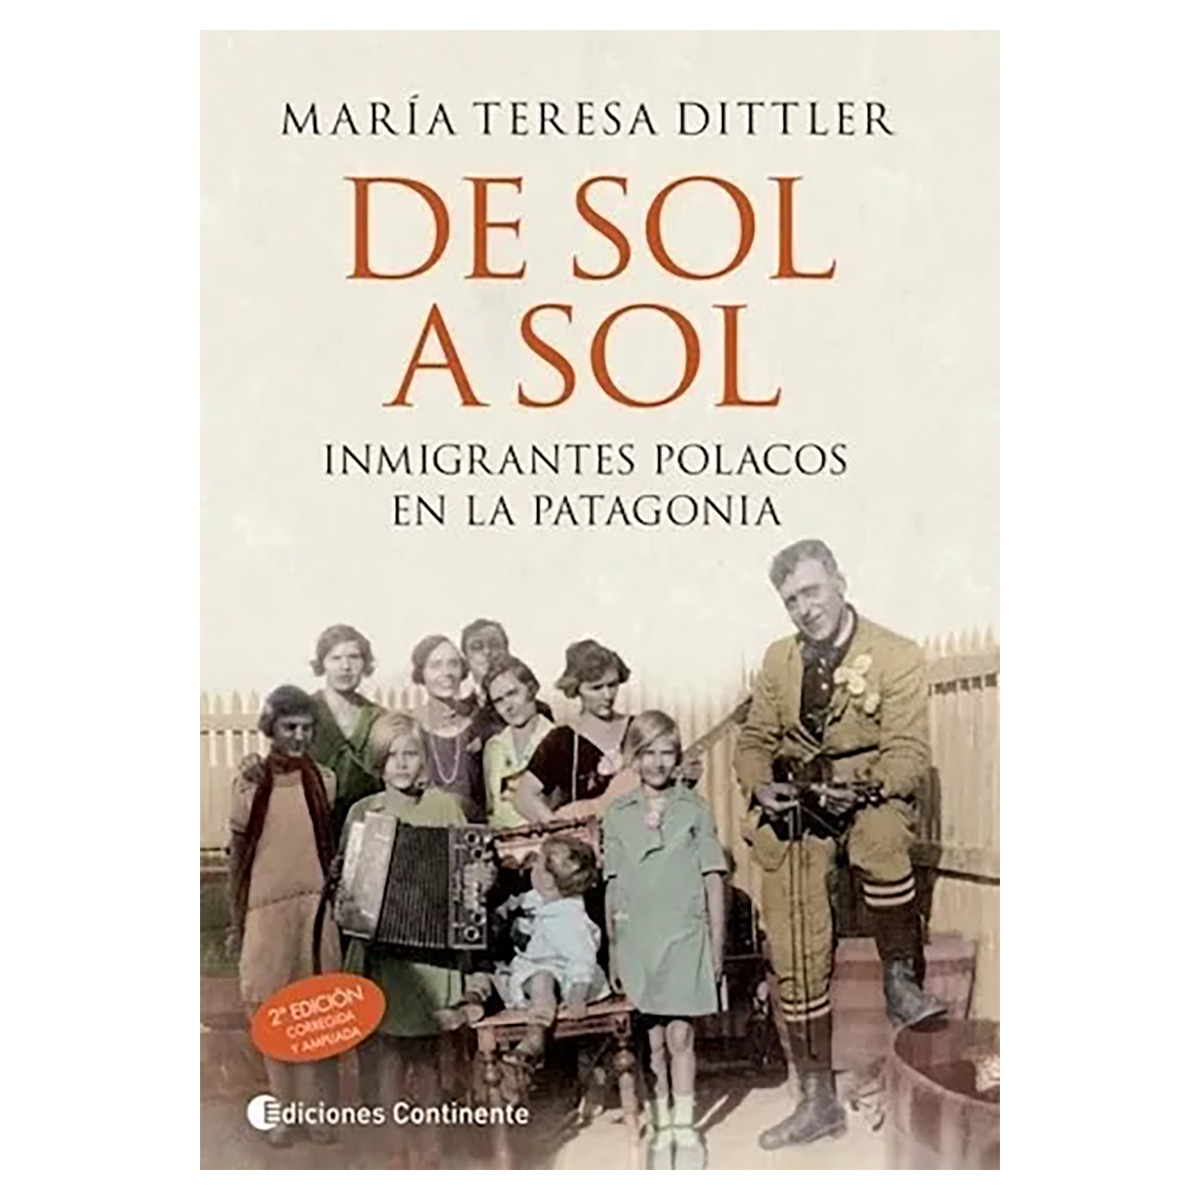 MARÍA TERESA DITTLER
DE SOL
A SOL
INMIGRANTES POLACOS
EN LA PATAGONIA
2ª EDICIÓN
CORREGIDA
Y AMPLIADA
Ediciones Continente